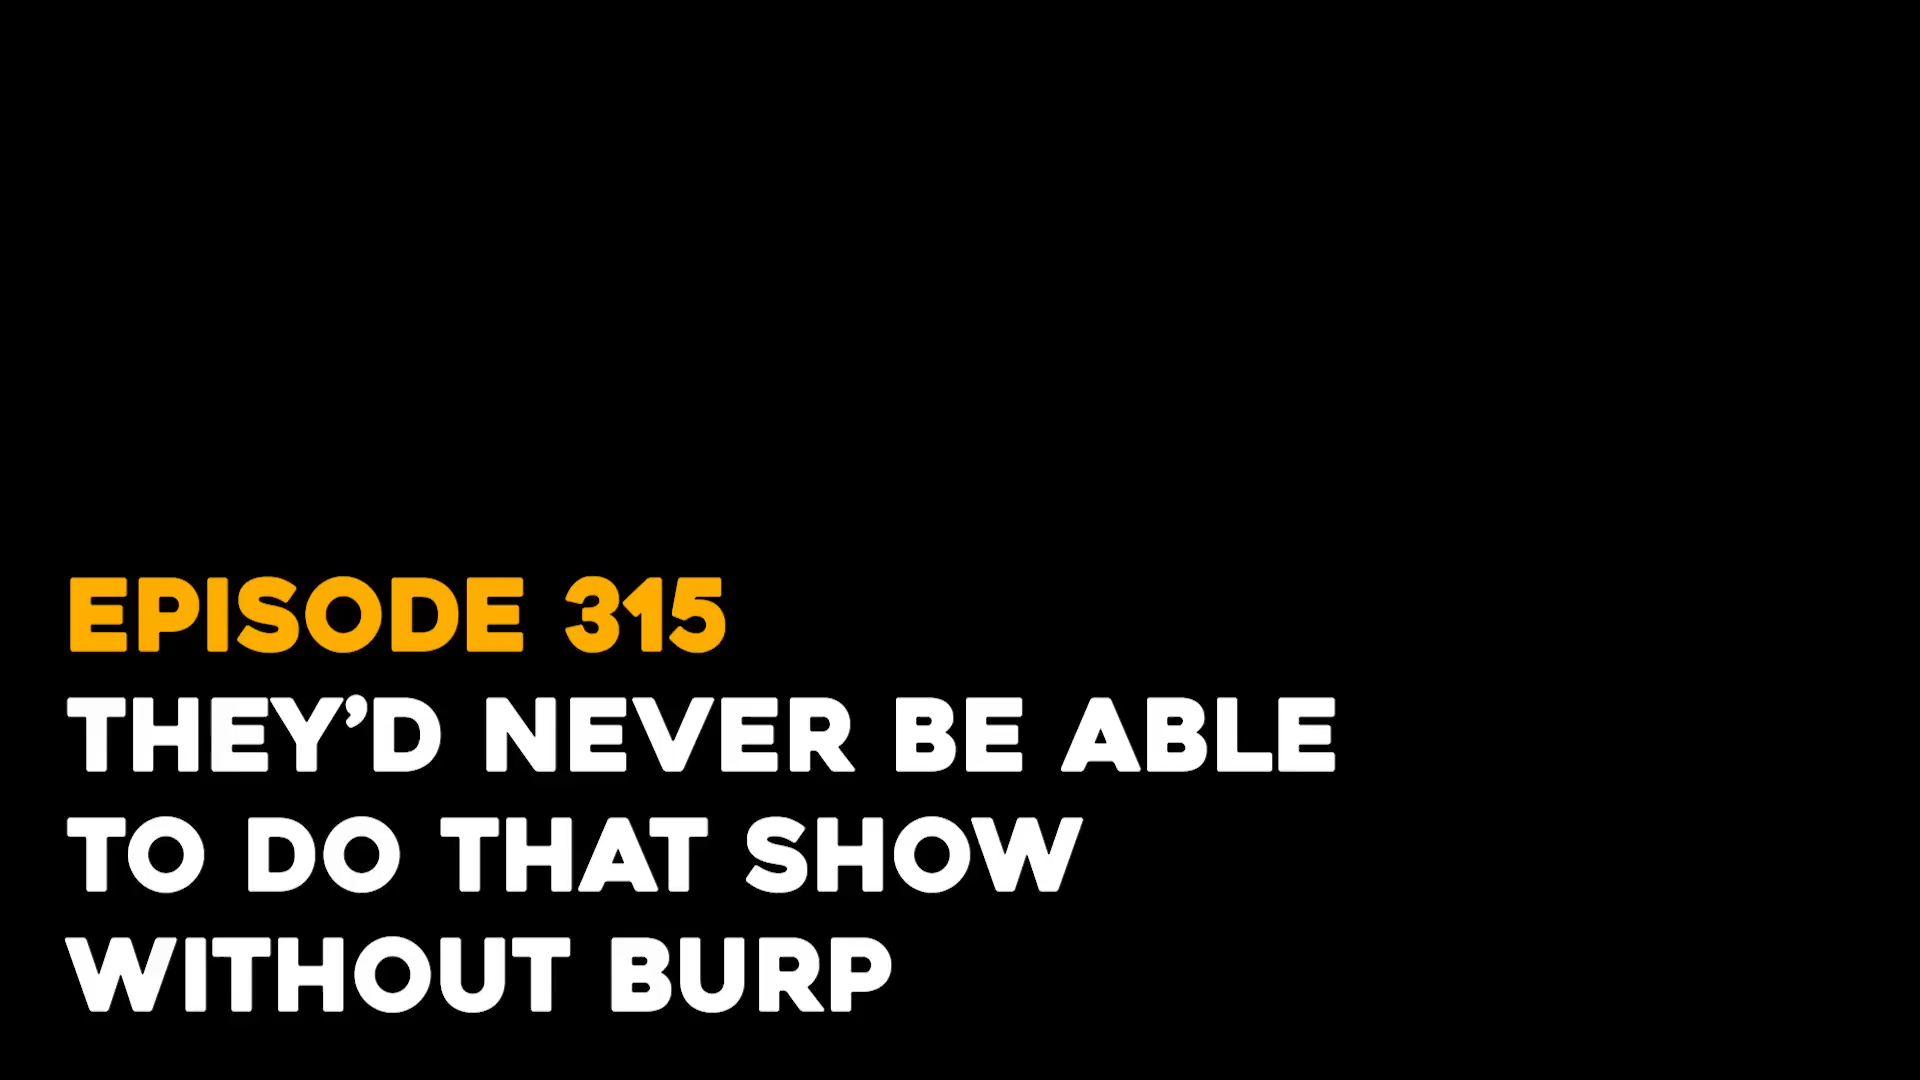 EPISODE 315
THEY’D NEVER BE ABLE
TO DO THAT SHOW
WITHOUT BURP